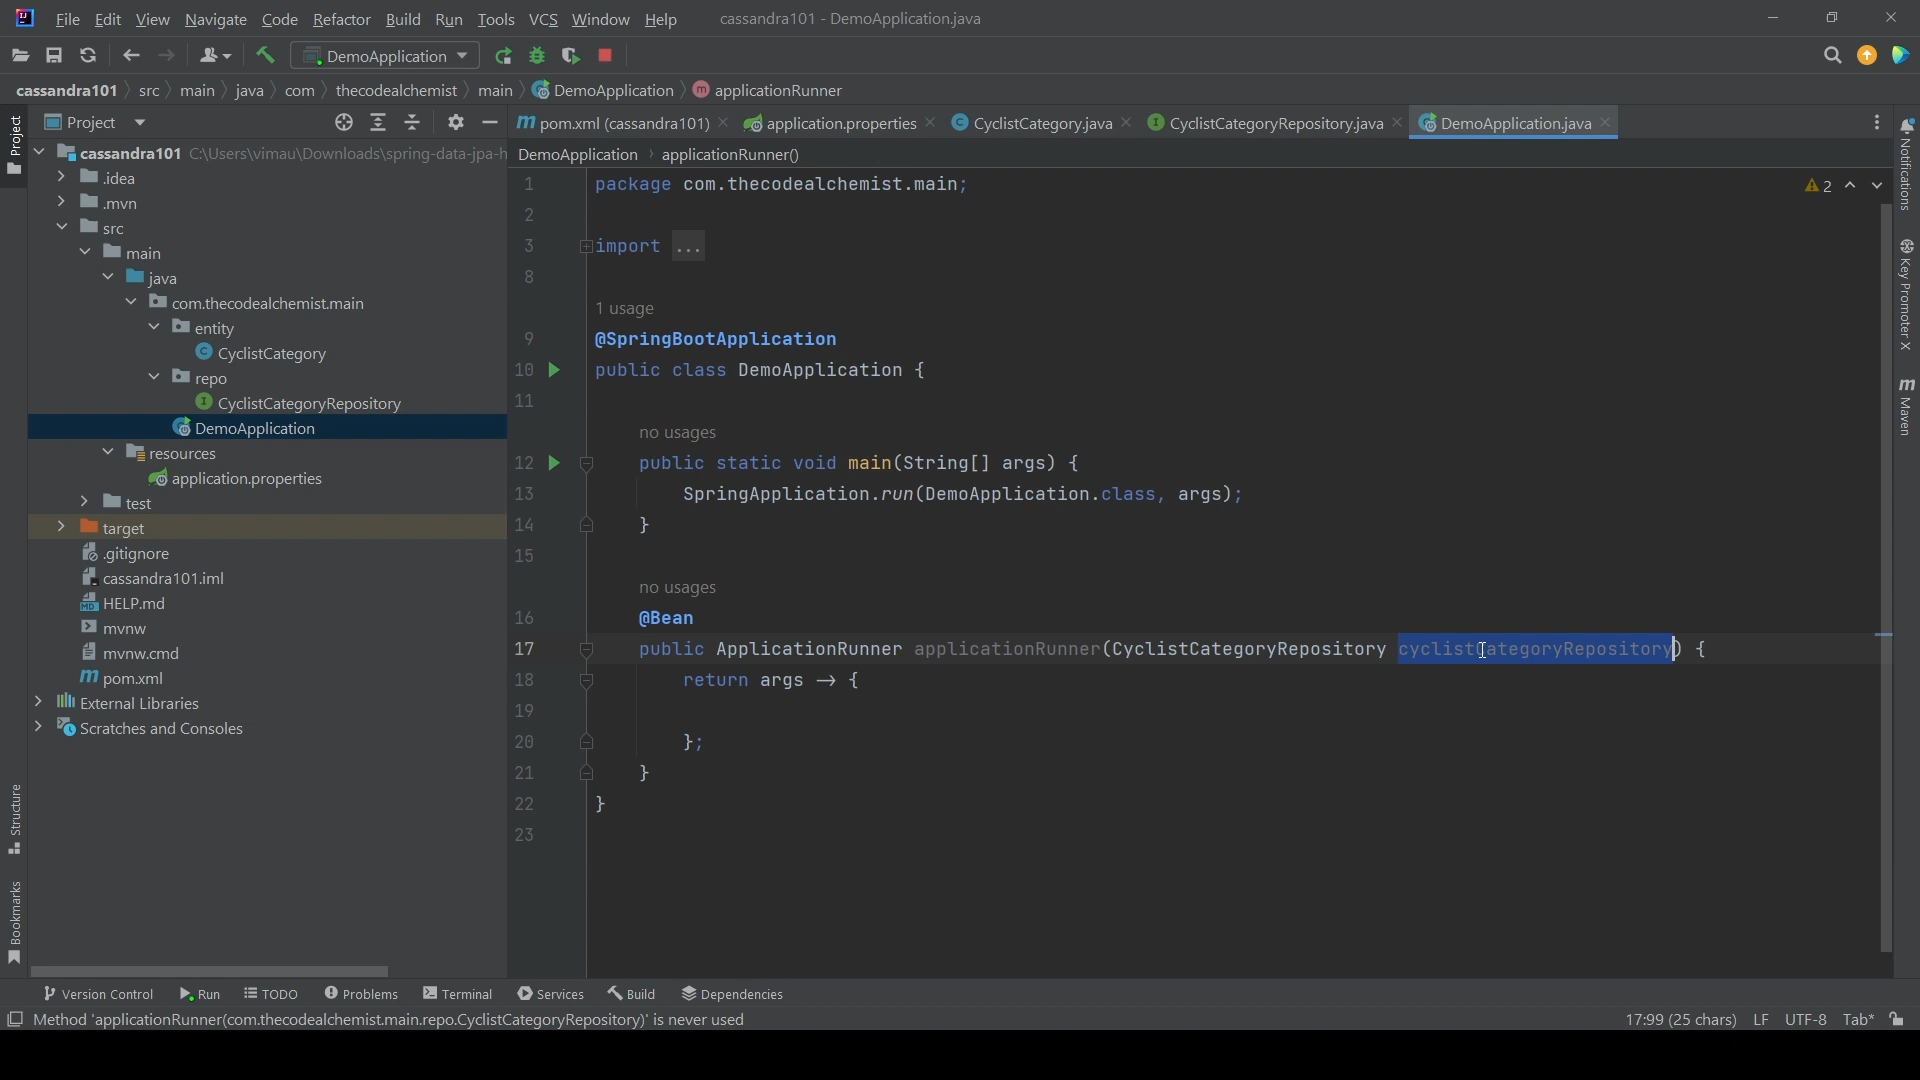 File Edit View Navigate Code Refactor Build Run Tools VCS Window Help cassandra101 - DemoApplication.java
DemoApplication
cassandra101 src main java com thecodealchemist main DemoApplication m applicationRunner
Project
Project
pom.xml (cassandra101) application.properties CyclistCategory.java CyclistCategoryRepository.java DemoApplication.java
DemoApplication applicationRunner()
cassandra101 C:\Users\vimau\Downloads\spring-data-jpa-h
.idea
.mvn
src
main
java
com.thecodealchemist.main
entity
CyclistCategory
repo
CyclistCategoryRepository
DemoApplication
resources
application.properties
test
target
.gitignore
cassandra101.iml
HELP.md
mvnw
mvnw.cmd
pom.xml
External Libraries
Scratches and Consoles
1 package com.thecodealchemist.main;
2
3 import ...
8
1 usage
9 @SpringBootApplication
10 public class DemoApplication {
11
no usages
12 public static void main(String[] args) {
13 SpringApplication.run(DemoApplication.class, args);
14 }
15
no usages
16 @Bean
17 public ApplicationRunner applicationRunner(CyclistCategoryRepository cyclistCategoryRepository) {
18 return args → {
19
20 };
21 }
22 }
23
2
Notifications
Key Promoter X
Maven
Structure
Bookmarks
Version Control Run TODO Problems Terminal Services Build Dependencies
Method 'applicationRunner(com.thecodealchemist.main.repo.CyclistCategoryRepository)' is never used 17:99 (25 chars) LF UTF-8 Tab*